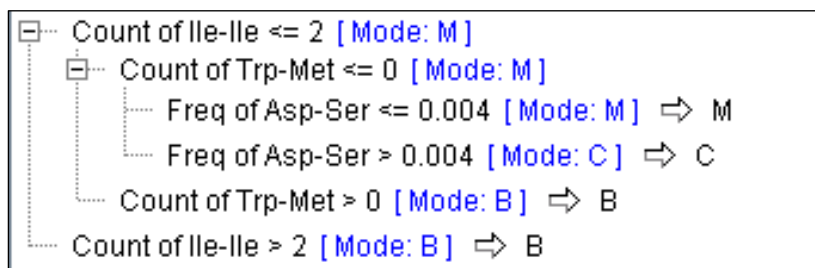 Count of Ile-Ile <= 2 [ Mode: M ]
Count of Trp-Met <= 0 [ Mode: M ]
Freq of Asp-Ser <= 0.004 [ Mode: M ] ⇨ M
Freq of Asp-Ser > 0.004 [ Mode: C ] ⇨ C
Count of Trp-Met > 0 [ Mode: B ] ⇨ B
Count of Ile-Ile > 2 [ Mode: B ] ⇨ B